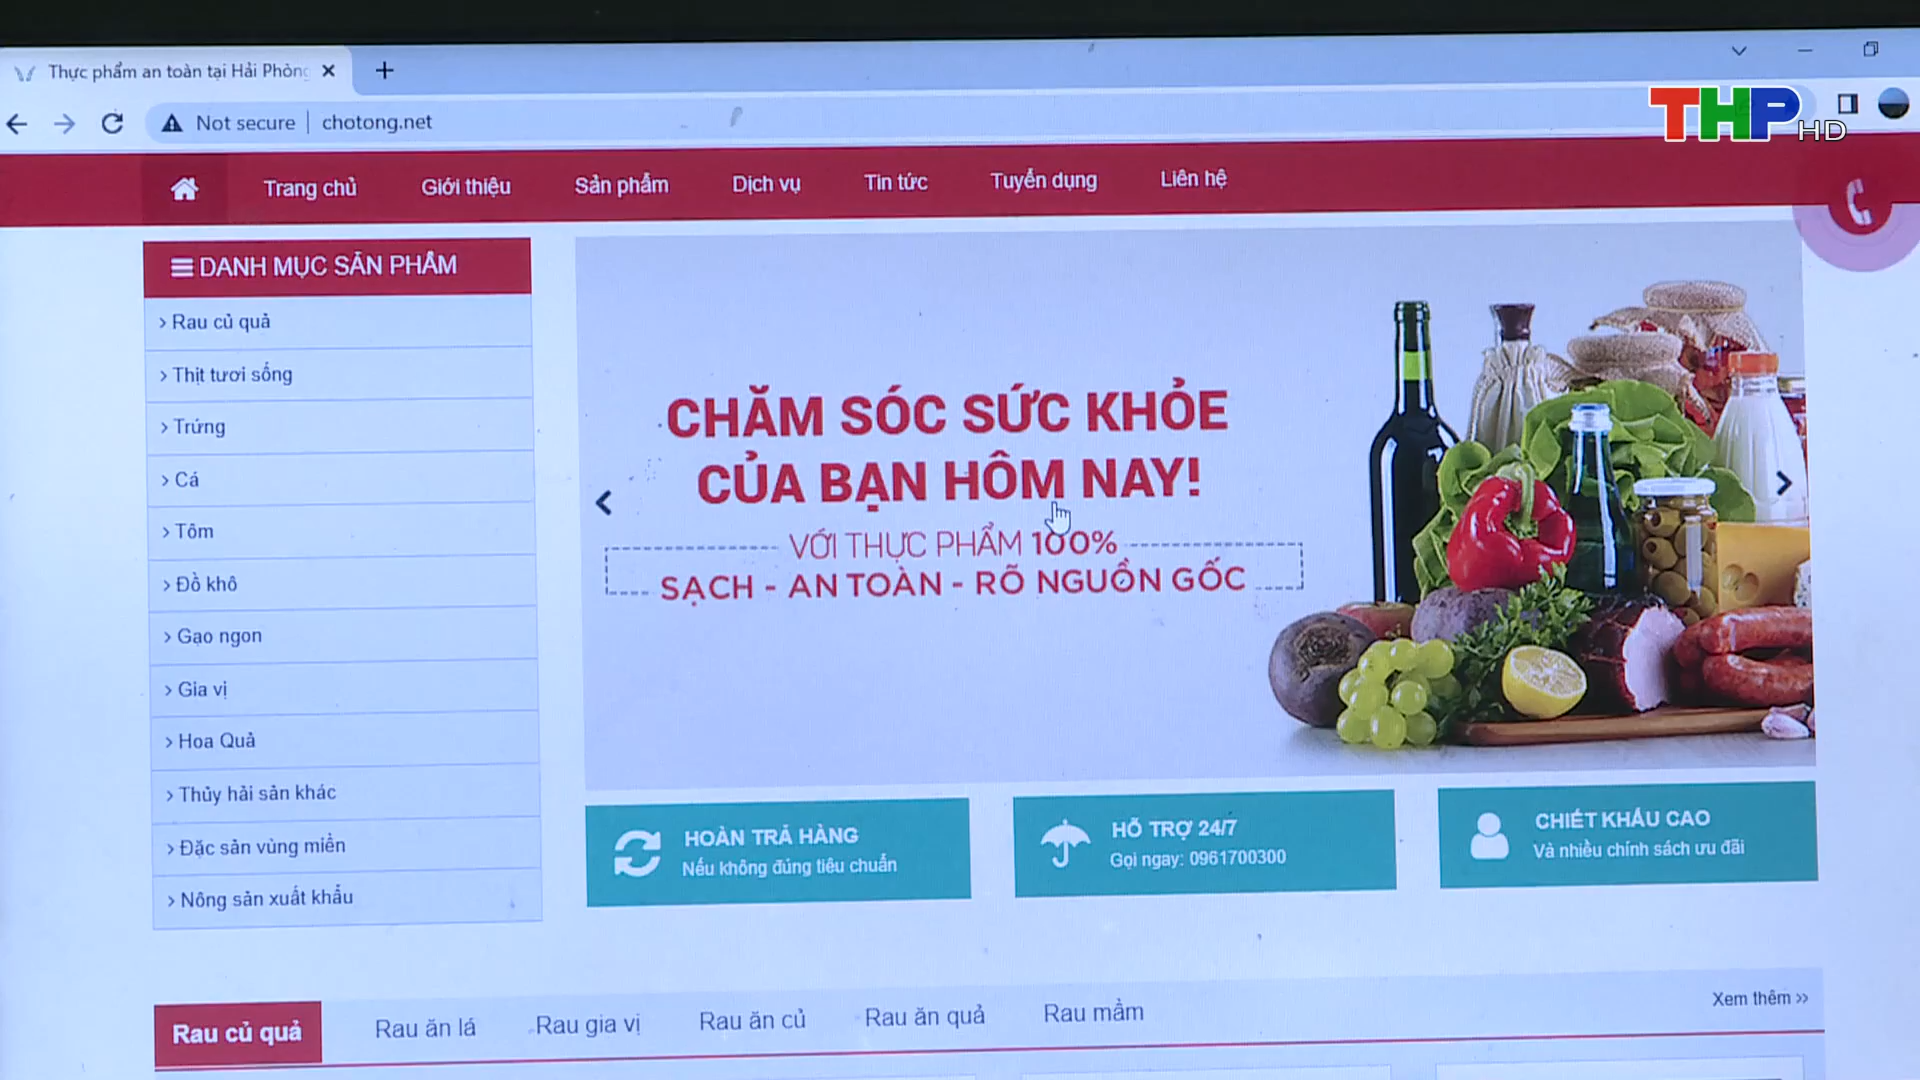 Thực phẩm an toàn tại Hải Phòng
Not secure | chotong.net
THP HD
Trang chủ
Giới thiệu
Sản phẩm
Dịch vụ
Tin tức
Tuyển dụng
Liên hệ
DANH MỤC SẢN PHẨM
Rau củ quả
Thịt tươi sống
Trứng
Cá
Tôm
Đồ khô
Gạo ngon
Gia vị
Hoa Quả
Thủy hải sản khác
Đặc sản vùng miền
Nông sản xuất khẩu
CHĂM SÓC SỨC KHỎE
CỦA BẠN HÔM NAY!
VỚI THỰC PHẨM 100%
SẠCH - AN TOÀN - RÕ NGUỒN GỐC
HOÀN TRẢ HÀNG
Nếu không đúng tiêu chuẩn
HỖ TRỢ 24/7
Gọi ngay: 0961700300
CHIẾT KHẤU CAO
Và nhiều chính sách ưu đãi
Rau củ quả
Rau ăn lá
Rau gia vị
Rau ăn củ
Rau ăn quả
Rau mầm
Xem thêm »